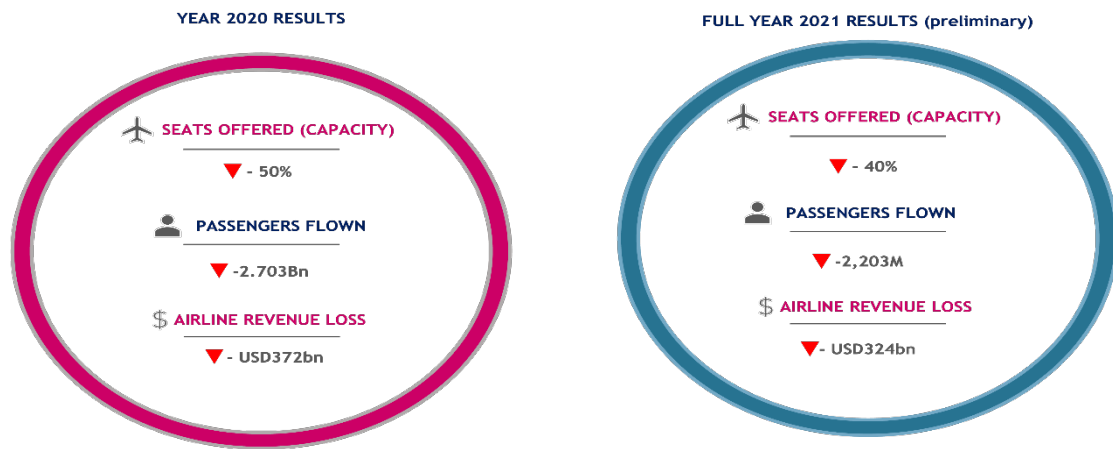 YEAR 2020 RESULTS
SEATS OFFERED (CAPACITY)
- 50%
PASSENGERS FLOWN
-2.703Bn
$ AIRLINE REVENUE LOSS
- USD372bn
FULL YEAR 2021 RESULTS (preliminary)
SEATS OFFERED (CAPACITY)
- 40%
PASSENGERS FLOWN
-2,203M
$ AIRLINE REVENUE LOSS
- USD324bn